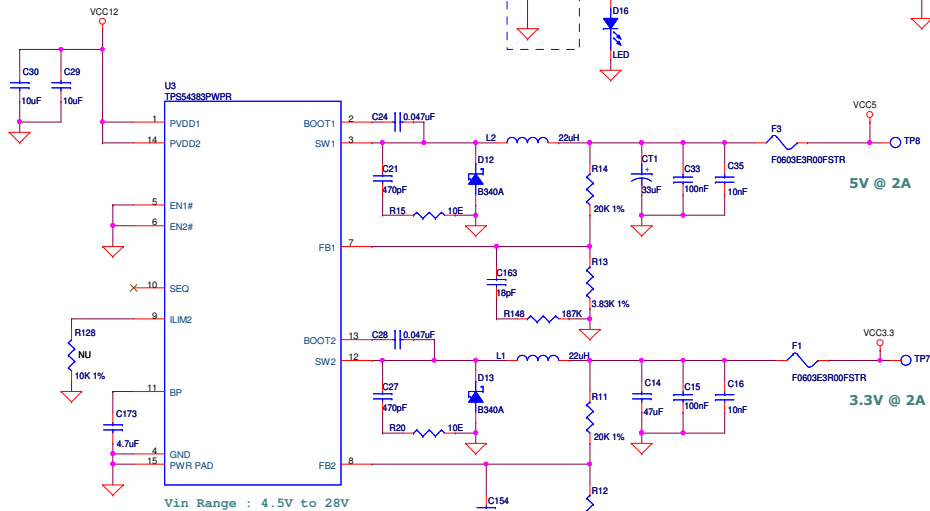 D16
LED
VCC12
C30
10uF
C29
10uF
U3
TPS54383PWPR
1
PVDD1
14
PVDD2
5
EN1#
6
EN2#
10
SEQ
9
ILIM2
11
BP
4
GND
15
PWR PAD
BOOT1
2
SW1
3
FB1
7
BOOT2
13
SW2
12
FB2
8
R128
NU
10K 1%
C173
4.7uF
C24
0.047uF
L2
22uH
C21
470pF
D12
B340A
R15
10E
R14
20K 1%
CT1
+
33uF
C33
100nF
C35
10nF
F3
F0603E3R00FSTR
VCC5
TP8
5V @ 2A
C163
18pF
R13
3.83K 1%
R148
187K
C28
0.047uF
L1
22uH
C27
470pF
D13
B340A
R20
10E
R11
20K 1%
C14
47uF
C15
100nF
C16
10nF
F1
F0603E3R00FSTR
VCC3.3
TP7
3.3V @ 2A
C154
R12
Vin Range : 4.5V to 28V